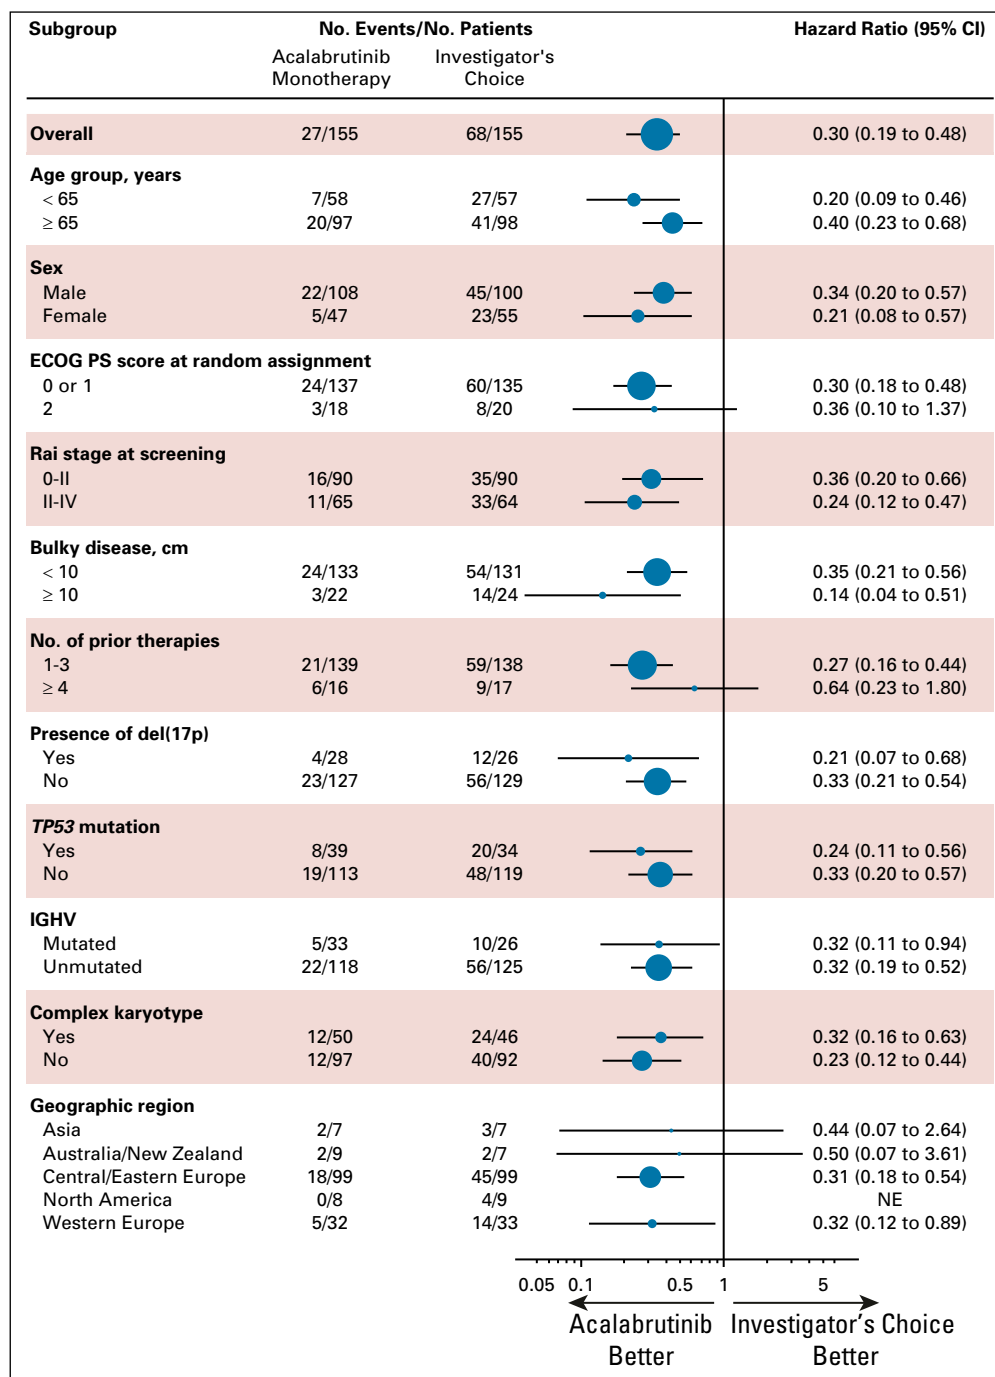 Subgroup No. Events/No. Patients Hazard Ratio (95% CI)
Acalabrutinib Monotherapy Investigator's Choice
Overall 27/155 68/155 0.30 (0.19 to 0.48)
Age group, years
< 65 7/58 27/57 0.20 (0.09 to 0.46)
≥ 65 20/97 41/98 0.40 (0.23 to 0.68)
Sex
Male 22/108 45/100 0.34 (0.20 to 0.57)
Female 5/47 23/55 0.21 (0.08 to 0.57)
ECOG PS score at random assignment
0 or 1 24/137 60/135 0.30 (0.18 to 0.48)
2 3/18 8/20 0.36 (0.10 to 1.37)
Rai stage at screening
0-II 16/90 35/90 0.36 (0.20 to 0.66)
II-IV 11/65 33/64 0.24 (0.12 to 0.47)
Bulky disease, cm
< 10 24/133 54/131 0.35 (0.21 to 0.56)
≥ 10 3/22 14/24 0.14 (0.04 to 0.51)
No. of prior therapies
1-3 21/139 59/138 0.27 (0.16 to 0.44)
≥ 4 6/16 9/17 0.64 (0.23 to 1.80)
Presence of del(17p)
Yes 4/28 12/26 0.21 (0.07 to 0.68)
No 23/127 56/129 0.33 (0.21 to 0.54)
TP53 mutation
Yes 8/39 20/34 0.24 (0.11 to 0.56)
No 19/113 48/119 0.33 (0.20 to 0.57)
IGHV
Mutated 5/33 10/26 0.32 (0.11 to 0.94)
Unmutated 22/118 56/125 0.32 (0.19 to 0.52)
Complex karyotype
Yes 12/50 24/46 0.32 (0.16 to 0.63)
No 12/97 40/92 0.23 (0.12 to 0.44)
Geographic region
Asia 2/7 3/7 0.44 (0.07 to 2.64)
Australia/New Zealand 2/9 2/7 0.50 (0.07 to 3.61)
Central/Eastern Europe 18/99 45/99 0.31 (0.18 to 0.54)
North America 0/8 4/9 NE
Western Europe 5/32 14/33 0.32 (0.12 to 0.89)
0.05 0.1 0.5 1 5
Acalabrutinib Better
Investigator's Choice Better